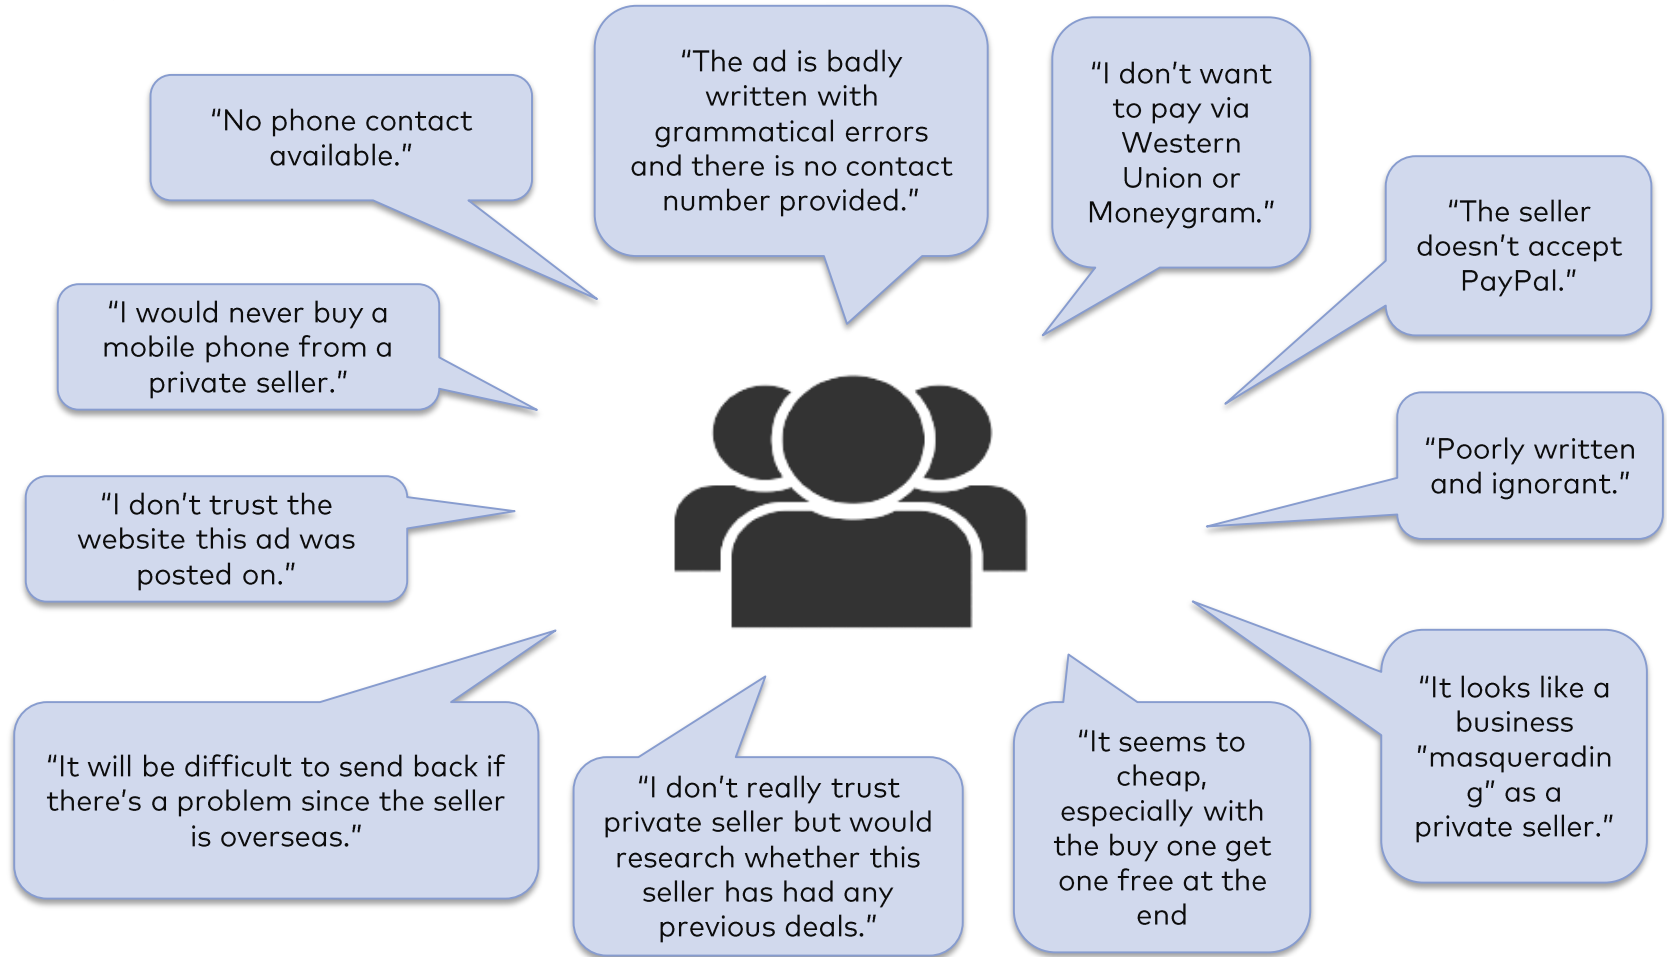 “No phone contact
available.”
“The ad is badly
written with
grammatical errors
and there is no contact
number provided.”
“I don’t want
to pay via
Western
Union or
Moneygram.”
“The seller
doesn’t accept
PayPal.”
“I would never buy a
mobile phone from a
private seller.”
“Poorly written
and ignorant.”
“I don’t trust the
website this ad was
posted on.”
“It looks like a
business
"masqueradin
g" as a
private seller.”
“It will be difficult to send back if
there’s a problem since the seller
is overseas.”
“I don’t really trust
private seller but would
research whether this
seller has had any
previous deals.”
“It seems to
cheap,
especially with
the buy one get
one free at the
end